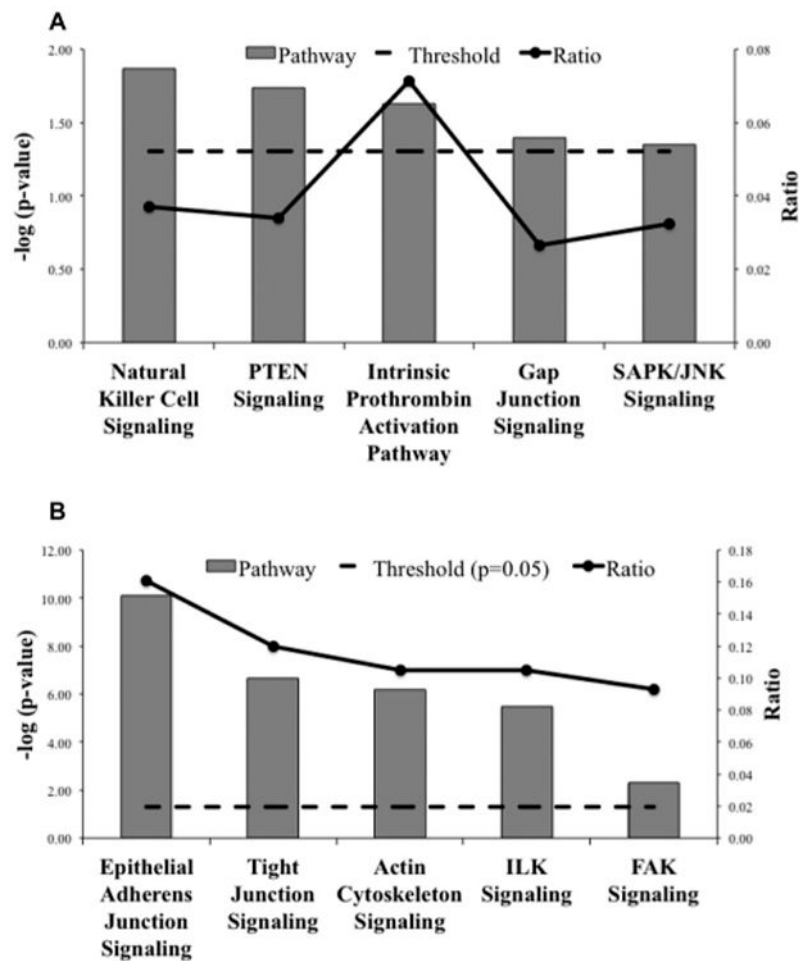 A
2.00
1.50
1.00
0.50
0.00
-log (p-value)
Pathway Threshold Ratio
0.08
0.06
0.04
0.02
0.00
Ratio
Natural
Killer Cell
Signaling
PTEN
Signaling
Intrinsic
Prothrombin
Activation
Pathway
Gap
Junction
Signaling
SAPK/JNK
Signaling
B
12.00
10.00
8.00
6.00
4.00
2.00
0.00
-log (p-value)
Pathway Threshold (p=0.05) Ratio
0.18
0.16
0.14
0.12
0.10
0.08
0.06
0.04
0.02
0.00
Ratio
Epithelial
Adherens
Junction
Signaling
Tight
Junction
Signaling
Actin
Cytoskeleton
Signaling
ILK
Signaling
FAK
Signaling